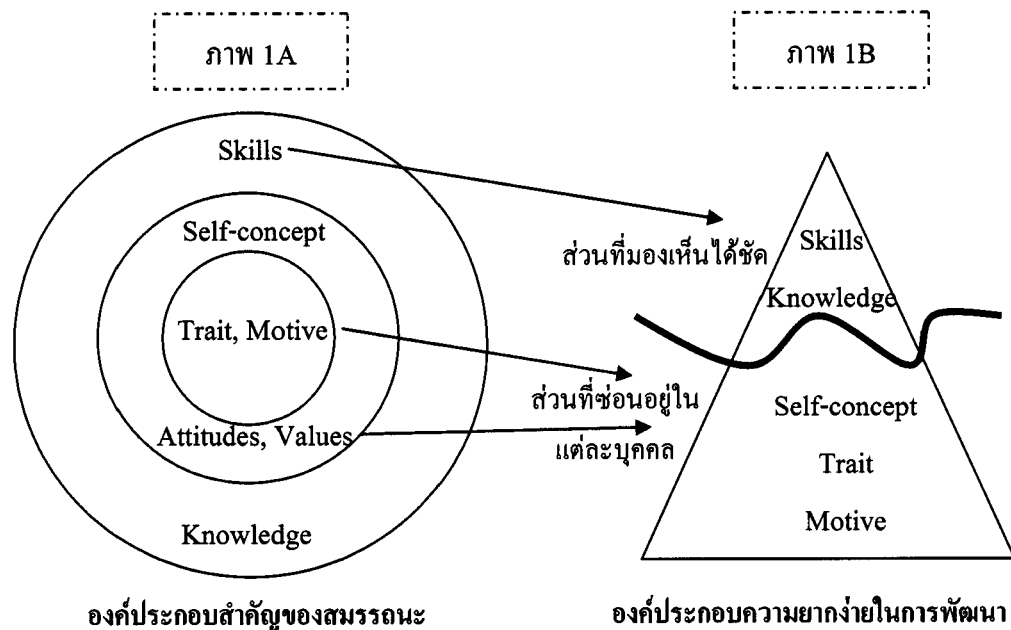 ภาพ 1A
Skills
Self-concept
Trait, Motive
Attitudes, Values
Knowledge
องค์ประกอบสำคัญของสมรรถนะ
ภาพ 1B
ส่วนที่มองเห็นได้ชัด
Skills
Knowledge
ส่วนที่ซ่อนอยู่ใน
แต่ละบุคคล
Self-concept
Trait
Motive
องค์ประกอบความยากง่ายในการพัฒนา